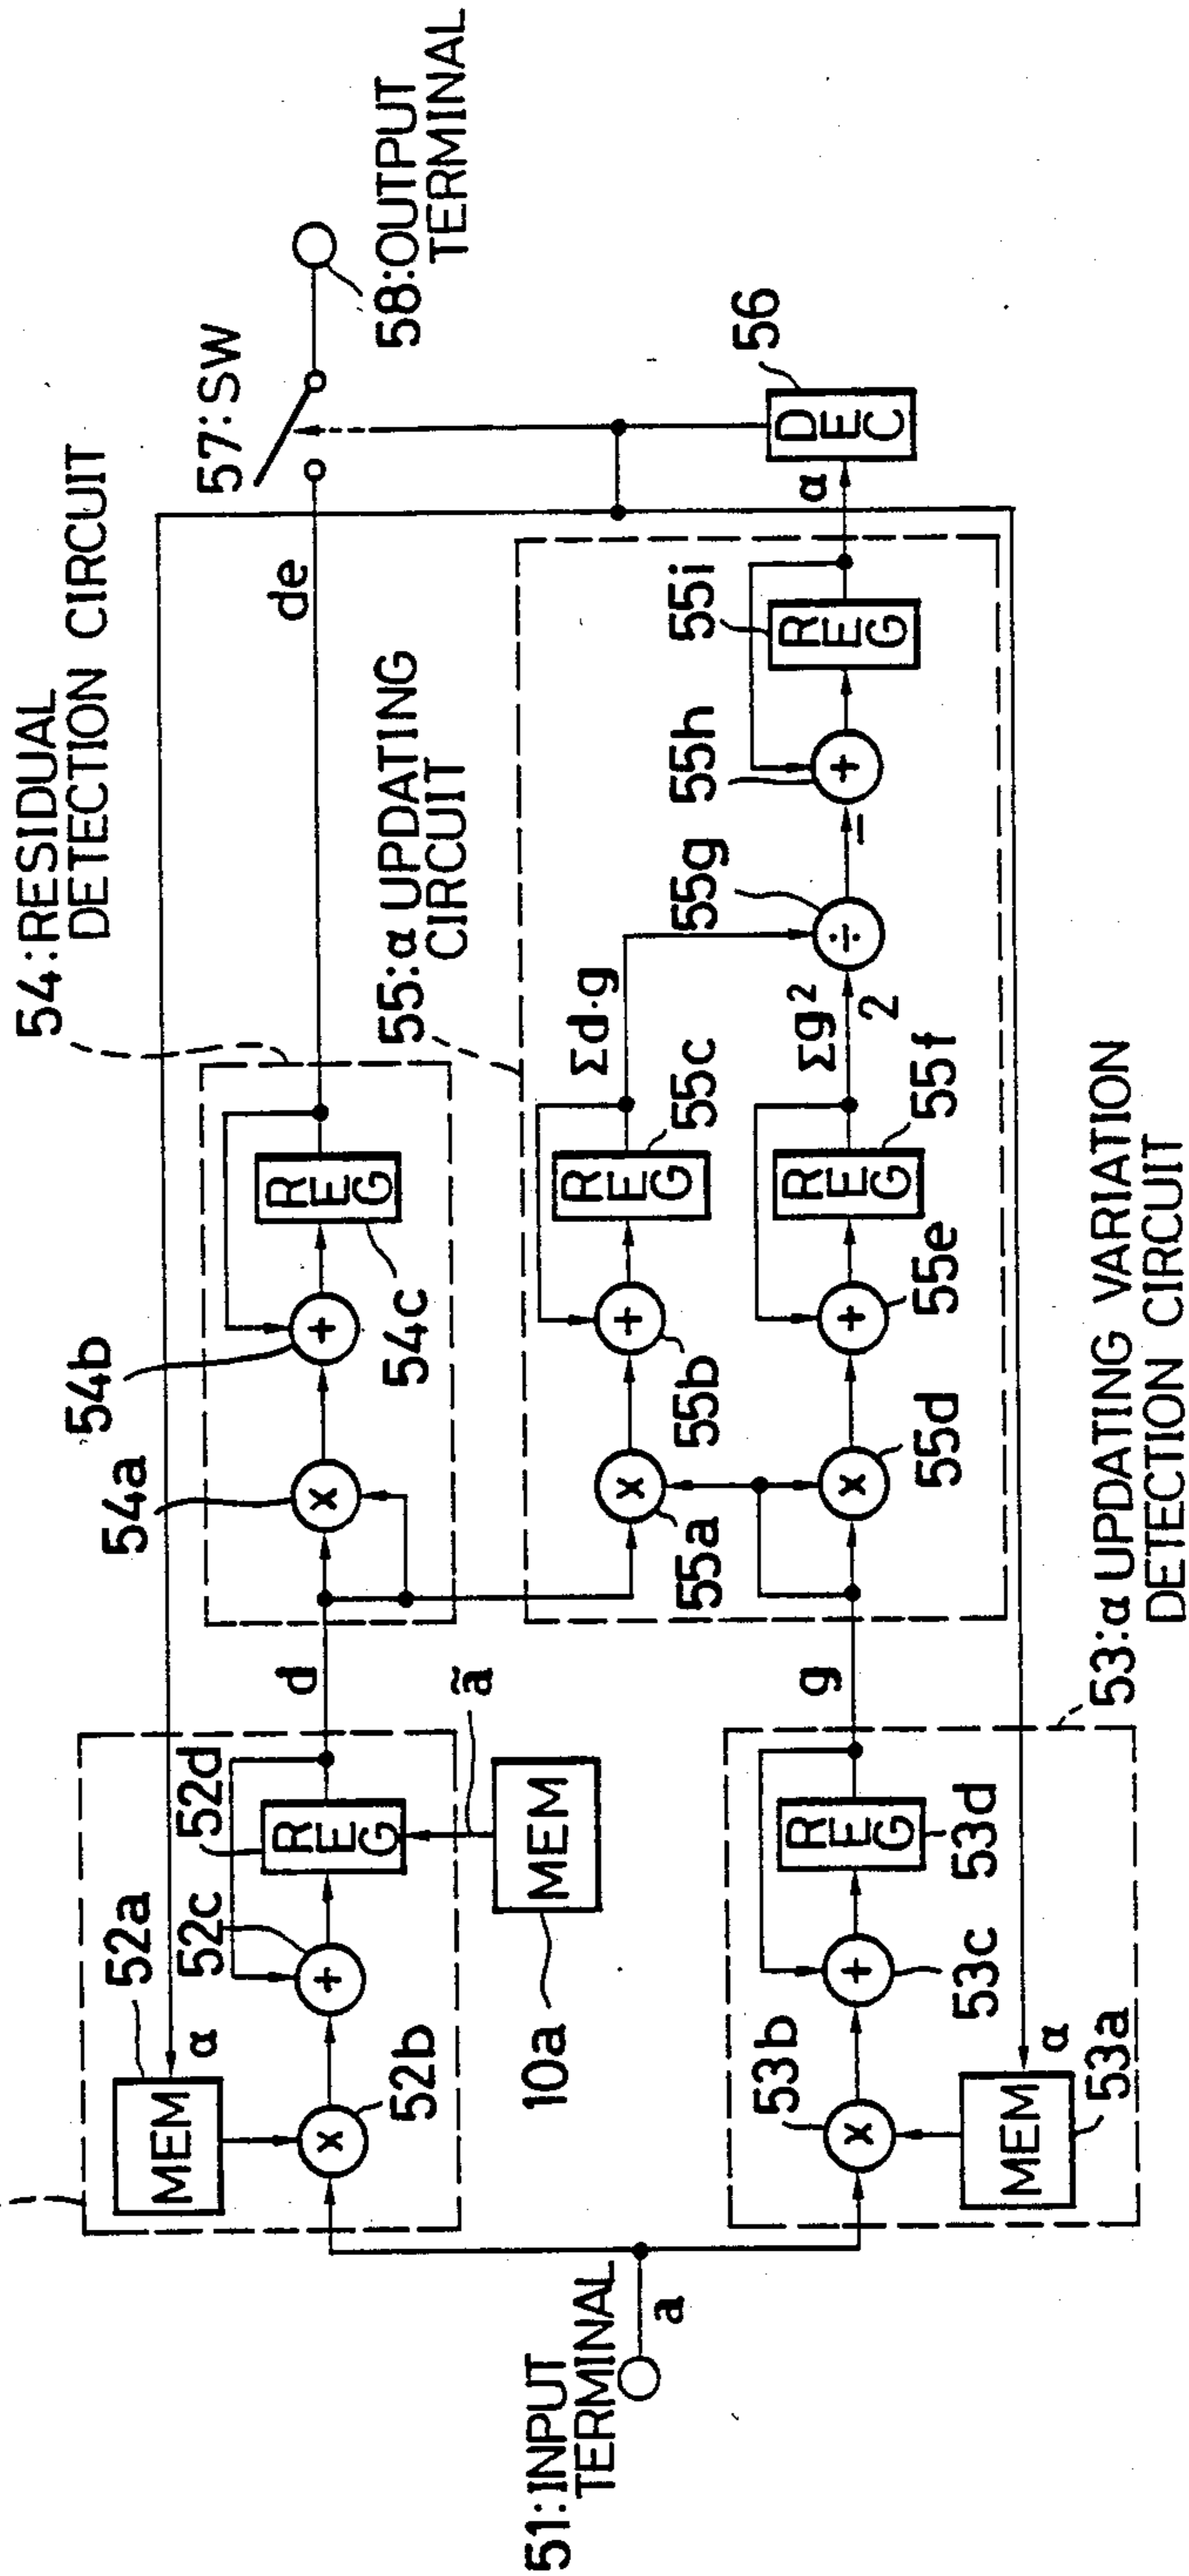 54:RESIDUAL
DETECTION CIRCUIT
57:SW
58:OUTPUT
TERMINAL
52a
MEM
α
52b
x
52c
+
52d
REG
d
54a
x
54b
+
54c
REG
de
10a
MEM
ã
55:α UPDATING
CIRCUIT
51:INPUT
TERMINAL
a
55a
x
55b
+
55c
REG
Σd·g
55d
x
55e
+
55f
REG
Σg²
2
55g
÷
–
55h
+
55i
REG
α
DEC
56
53a
MEM
α
53b
x
53c
+
53d
REG
g
53:α UPDATING VARIATION
DETECTION CIRCUIT